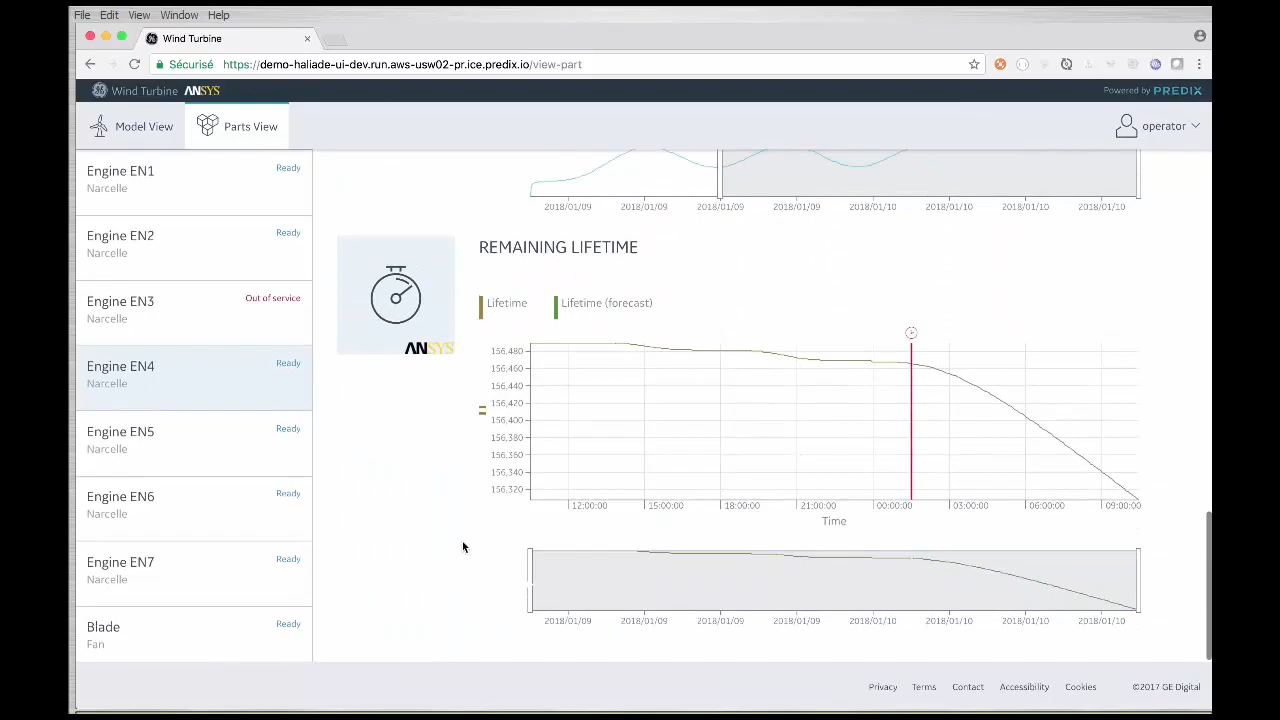 File Edit View Window Help
Wind Turbine
Sécurisé https://demo-haliade-ui-dev.run.aws-usw02-pr.ice.predix.io/view-part
Wind Turbine ANSYS
Powered by PREDIX
Model View
Parts View
operator
Engine EN1 Ready
Narcelle
Engine EN2 Ready
Narcelle
Engine EN3 Out of service
Narcelle
Engine EN4 Ready
Narcelle
Engine EN5 Ready
Narcelle
Engine EN6 Ready
Narcelle
Engine EN7 Ready
Narcelle
Blade Ready
Fan
2018/01/09 2018/01/09 2018/01/09 2018/01/09 2018/01/10 2018/01/10 2018/01/10 2018/01/10
REMAINING LIFETIME
ANSYS
Lifetime Lifetime (forecast)
156,480
156,460
156,440
156,420
156,400
156,380
156,360
156,340
156,320
12:00:00 15:00:00 18:00:00 21:00:00 00:00:00 03:00:00 06:00:00 09:00:00
Time
2018/01/09 2018/01/09 2018/01/09 2018/01/09 2018/01/10 2018/01/10 2018/01/10 2018/01/10
Privacy Terms Contact Accessibility Cookies ©2017 GE Digital